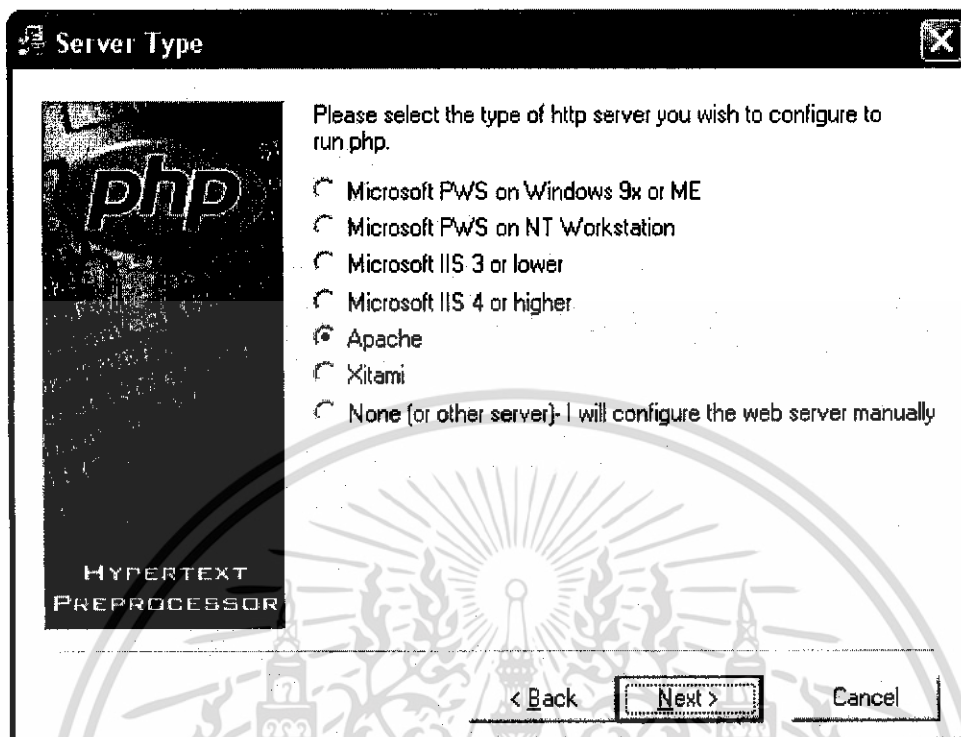 Server Type
Please select the type of http server you wish to configure to
run php.
php
Microsoft PWS on Windows 9x or ME
Microsoft PWS on NT Workstation
Microsoft IIS 3 or lower
Microsoft IIS 4 or higher
Apache
Xitami
None (or other server)- I will configure the web server manually
HYPERTEXT
PREPROCESSOR
< Back
Next >
Cancel